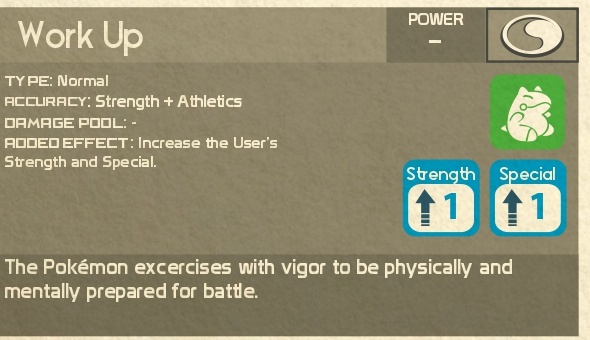 Work Up
POWER
–
TYPE: Normal
ACCURACY: Strength + Athletics
DAMAGE POOL: -
ADDED EFFECT: Increase the User's
Strength and Special.
Strength Special
1 1
The Pokémon excercises with vigor to be physically and
mentally prepared for battle.